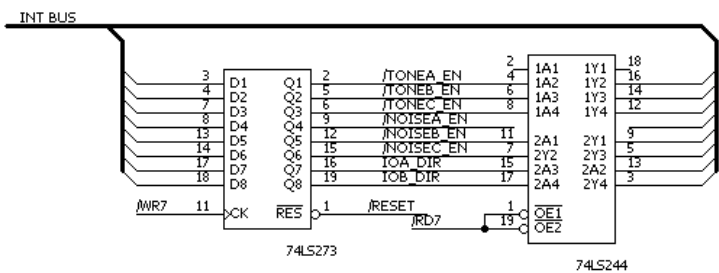 INT BUS
2 1A1 1Y1 18
3 D1 Q1 2 /TONEA_EN 4 1A2 1Y2 16
4 D2 Q2 5 /TONEB_EN 6 1A3 1Y3 14
7 D3 Q3 6 /TONEC_EN 8 1A4 1Y4 12
8 D4 Q4 9 /NOISEA_EN
13 D5 Q5 12 /NOISEB_EN 11 2A1 2Y1 9
14 D6 Q6 15 /NOISEC_EN 7 2Y2 2Y3 5
17 D7 Q7 16 IOA_DIR 15 2A3 2A2 13
18 D8 Q8 19 IOB_DIR 17 2A4 2Y4 3
/WR7 11 CK RES 1 /RESET 1 OE1
/RD7 19 OE2
74LS273
74LS244